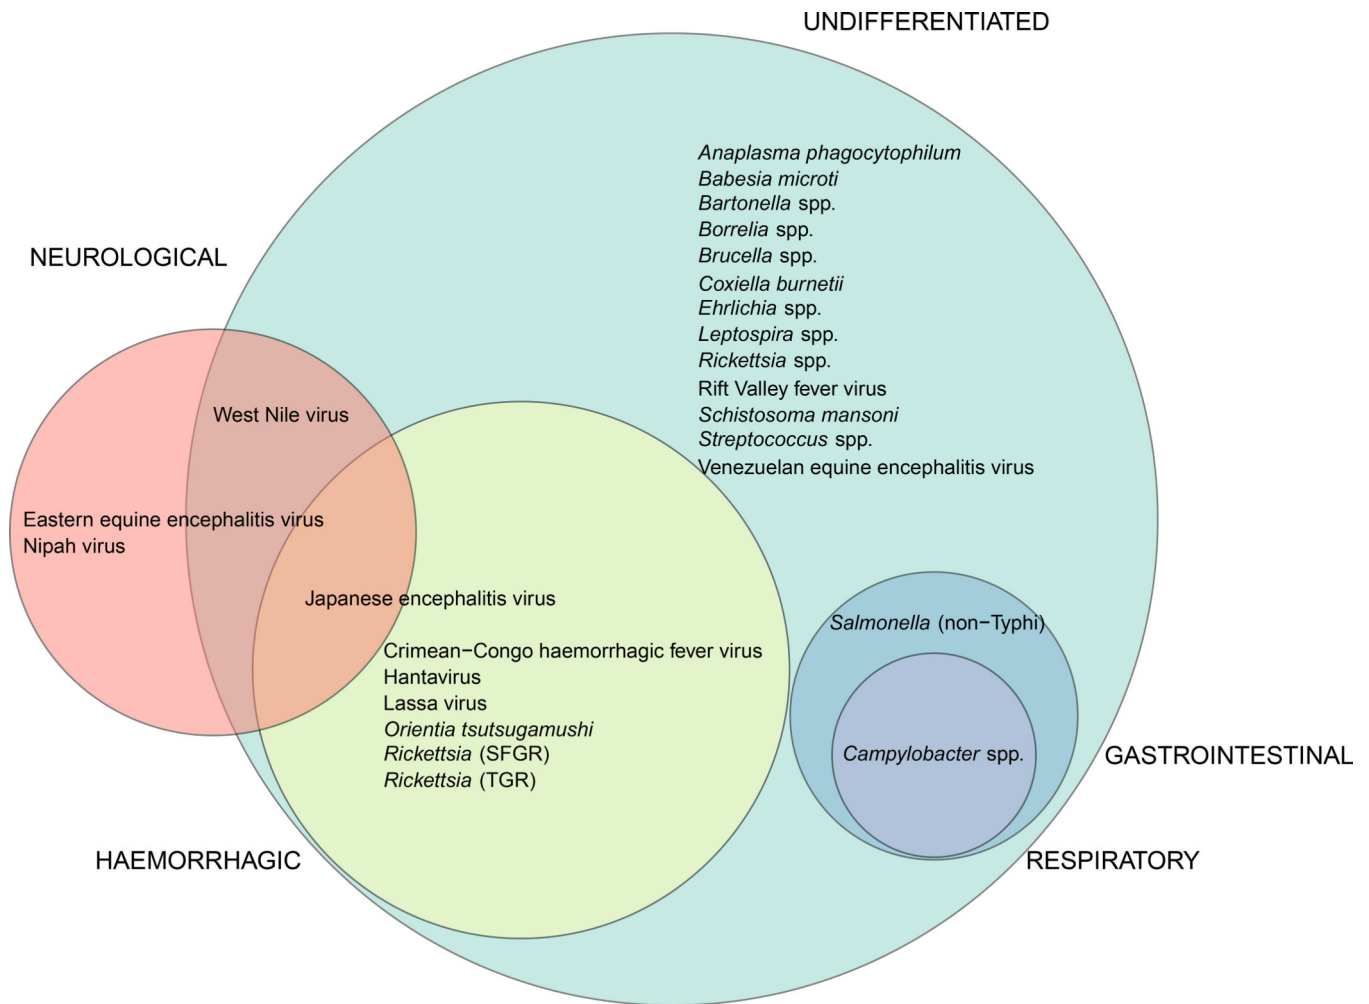 UNDIFFERENTIATED
Anaplasma phagocytophilum
Babesia microti
Bartonella spp.
Borrelia spp.
Brucella spp.
Coxiella burnetii
Ehrlichia spp.
Leptospira spp.
Rickettsia spp.
Rift Valley fever virus
Schistosoma mansoni
Streptococcus spp.
Venezuelan equine encephalitis virus
NEUROLOGICAL
West Nile virus
Eastern equine encephalitis virus
Nipah virus
Japanese encephalitis virus
Crimean−Congo haemorrhagic fever virus
Hantavirus
Lassa virus
Orientia tsutsugamushi
Rickettsia (SFGR)
Rickettsia (TGR)
HAEMORRHAGIC
Salmonella (non−Typhi)
Campylobacter spp.
GASTROINTESTINAL
RESPIRATORY